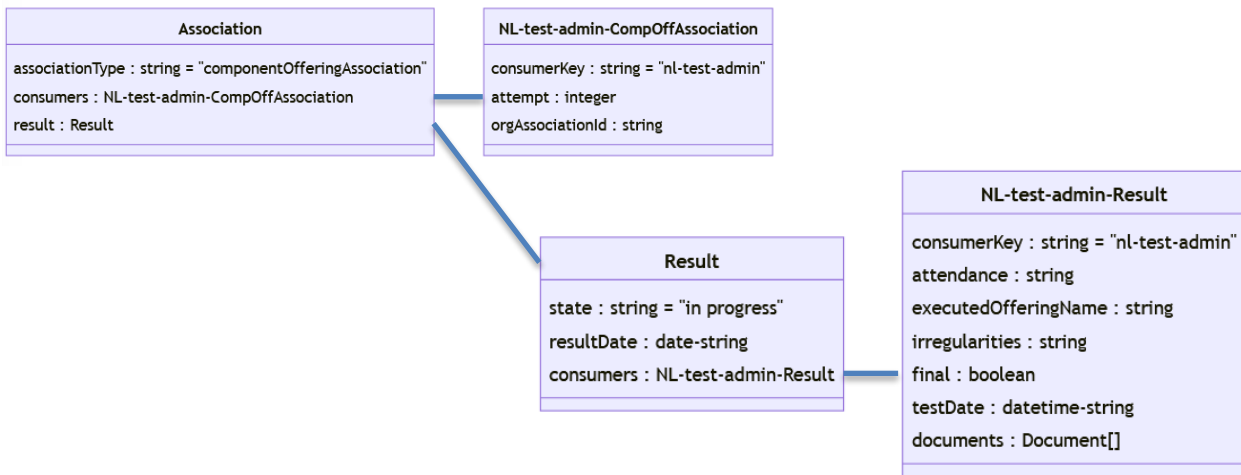 Association
associationType : string = "componentOfferingAssociation"
consumers : NL-test-admin-CompOffAssociation
result : Result
NL-test-admin-CompOffAssociation
consumerKey : string = "nl-test-admin"
attempt : integer
orgAssociationId : string
Result
state : string = "in progress"
resultDate : date-string
consumers : NL-test-admin-Result
NL-test-admin-Result
consumerKey : string = "nl-test-admin"
attendance : string
executedOfferingName : string
irregularities : string
final : boolean
testDate : datetime-string
documents : Document[]